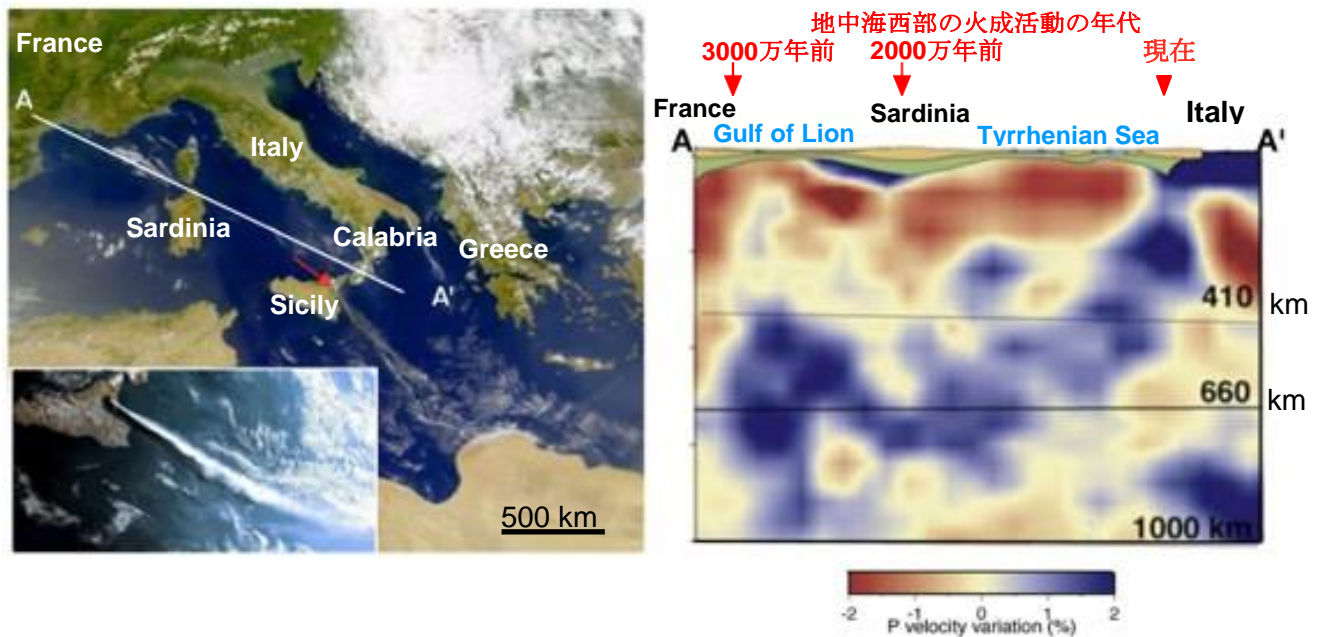 France
A
Italy
Sardinia
Calabria
Greece
Sicily
A'
500 km
地中海西部の火成活動の年代
3000万年前 2000万年前 現在
France Sardinia Italy
A Gulf of Lion Tyrrhenian Sea A'
410 km
660 km
1000 km
-2 -1 0 1 2
P velocity variation (%)